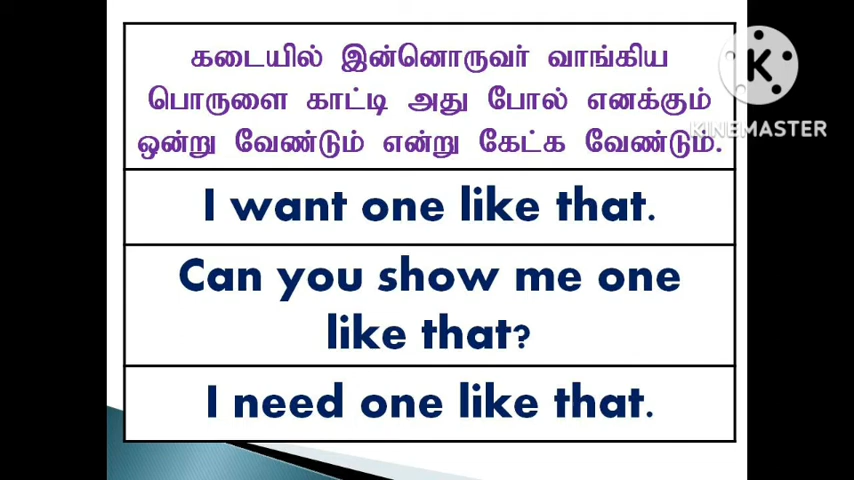 கடையில் இன்னொருவர் வாங்கிய
பொருளை காட்டி அது போல் எனக்கும்
ஒன்று வேண்டும் என்று கேட்க வேண்டும்.
K
KINEMASTER
I want one like that.
Can you show me one
like that?
I need one like that.